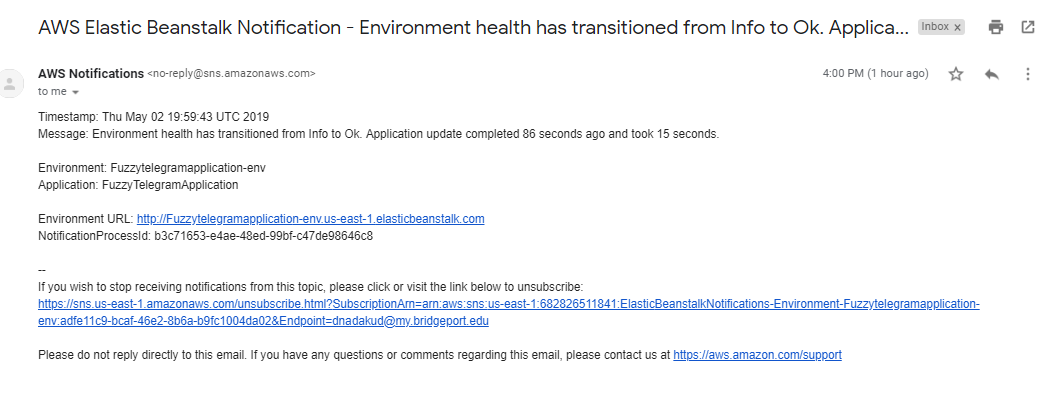 AWS Elastic Beanstalk Notification - Environment health has transitioned from Info to Ok. Applica... Inbox x
AWS Notifications <no-reply@sns.amazonaws.com> 4:00 PM (1 hour ago)
to me
Timestamp: Thu May 02 19:59:43 UTC 2019
Message: Environment health has transitioned from Info to Ok. Application update completed 86 seconds ago and took 15 seconds.
Environment: Fuzzytelegramapplication-env
Application: FuzzyTelegramApplication
Environment URL: http://Fuzzytelegramapplication-env.us-east-1.elasticbeanstalk.com
NotificationProcessId: b3c71653-e4ae-48ed-99bf-c47de98646c8
--
If you wish to stop receiving notifications from this topic, please click or visit the link below to unsubscribe:
https://sns.us-east-1.amazonaws.com/unsubscribe.html?SubscriptionArn=arn:aws:sns:us-east-1:682826511841:ElasticBeanstalkNotifications-Environment-Fuzzytelegramapplication-
env:adfe11c9-bcaf-46e2-8b6a-b9fc1004da02&Endpoint=dnadakud@my.bridgeport.edu
Please do not reply directly to this email. If you have any questions or comments regarding this email, please contact us at https://aws.amazon.com/support